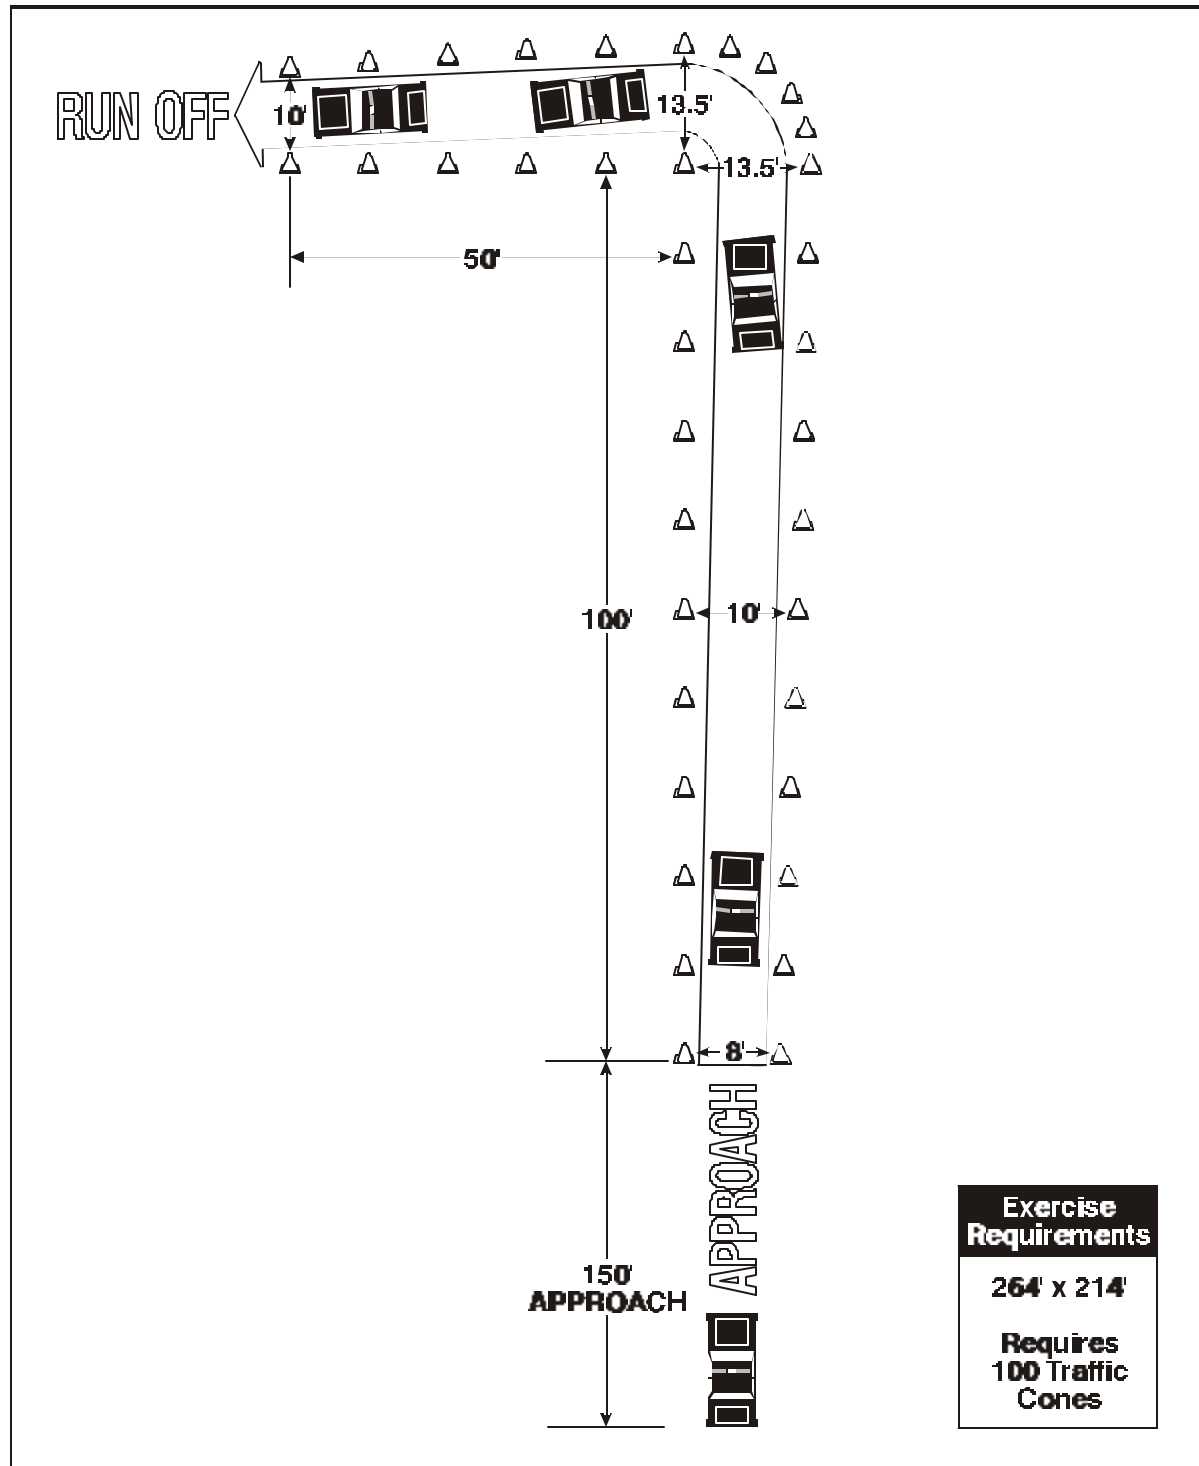 RUN OFF
10'
13.5'
13.5'
50'
100'
10'
8'
APPROACH
150'
APPROACH
Exercise
Requirements
264' x 214'
Requires
100 Traffic
Cones